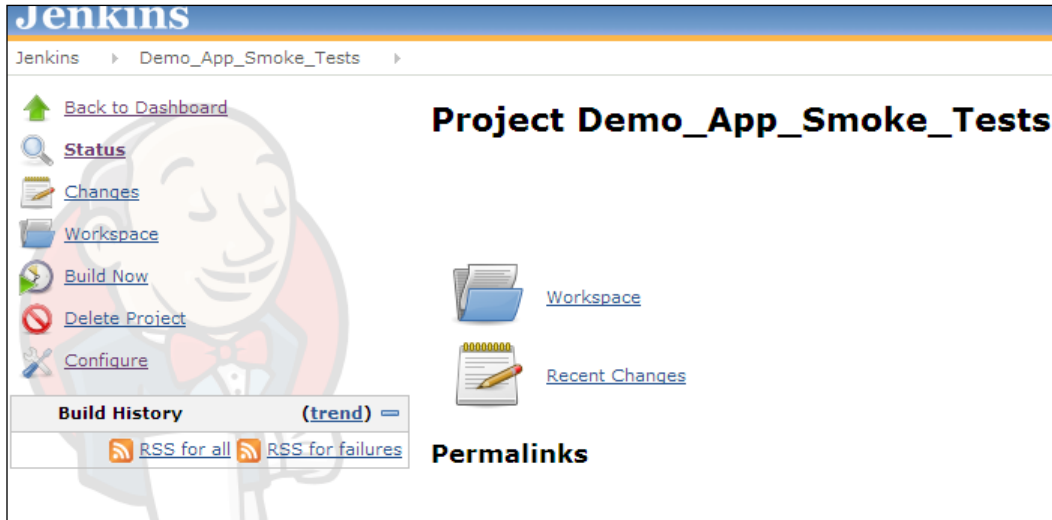 Jenkins
Jenkins Demo_App_Smoke_Tests
Back to Dashboard
Status
Changes
Workspace
Build Now
Delete Project
Configure
Build History (trend)
RSS for all RSS for failures
Project Demo_App_Smoke_Tests
Workspace
Recent Changes
Permalinks